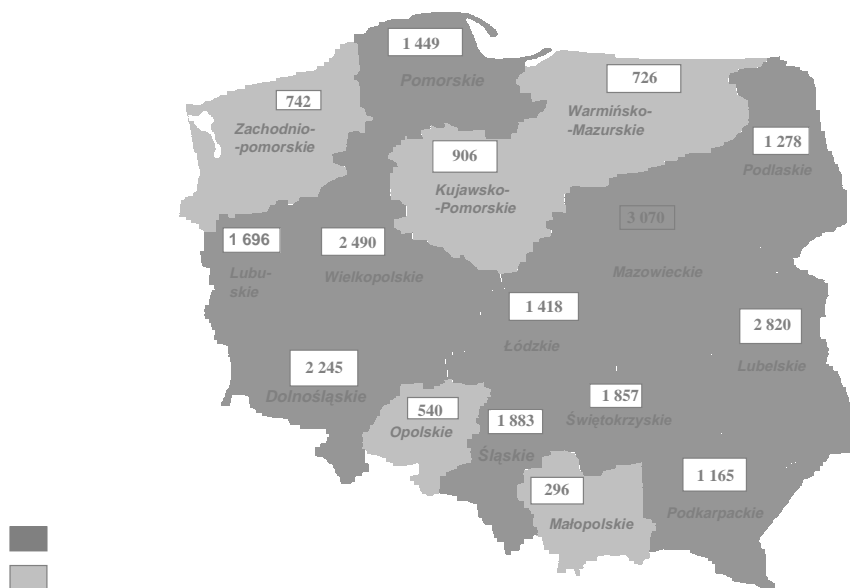 1 449
Pomorskie
742
Zachodnio-
-pomorskie
726
Warmińsko-
-Mazurskie
1 278
Podlaskie
906
Kujawsko-
-Pomorskie
3 070
Mazowieckie
1 696
Lubu-
skie
2 490
Wielkopolskie
1 418
Łódzkie
2 820
Lubelskie
2 245
Dolnośląskie
540
Opolskie
1 883
Śląskie
1 857
Świętokrzyskie
296
Małopolskie
1 165
Podkarpackie